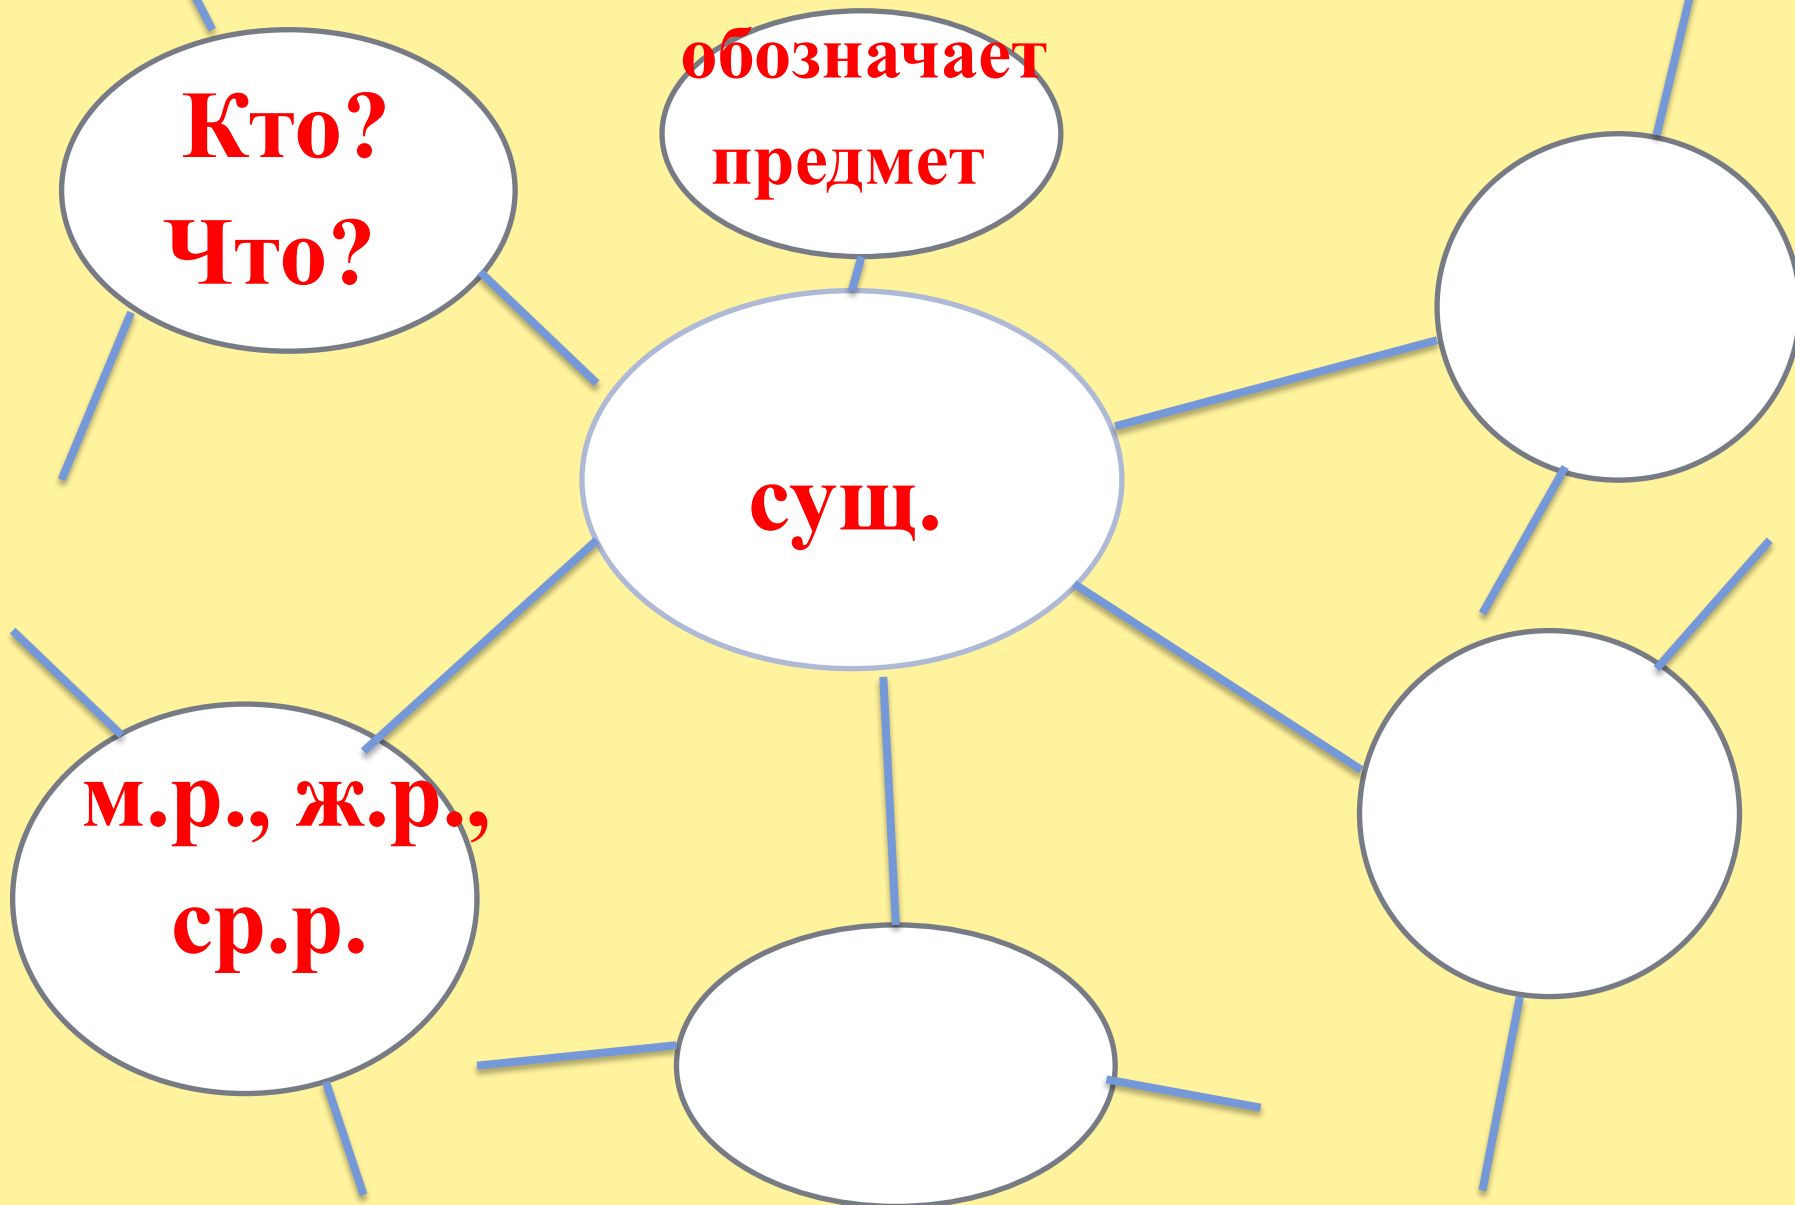 Кто?
Что?
обозначает
предмет
сущ.
м.р., ж.р.,
ср.р.